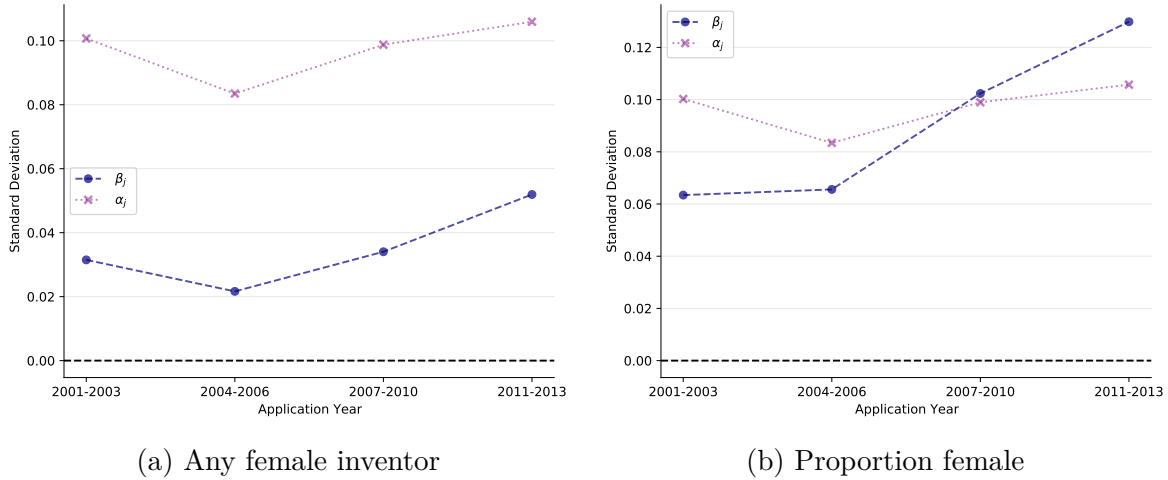 0.10
0.08
0.06
0.04
0.02
0.00
Standard Deviation
βj
αj
2001-2003 2004-2006 2007-2010 2011-2013
Application Year
(a) Any female inventor
0.12
0.10
0.08
0.06
0.04
0.02
0.00
Standard Deviation
βj
αj
2001-2003 2004-2006 2007-2010 2011-2013
Application Year
(b) Proportion female